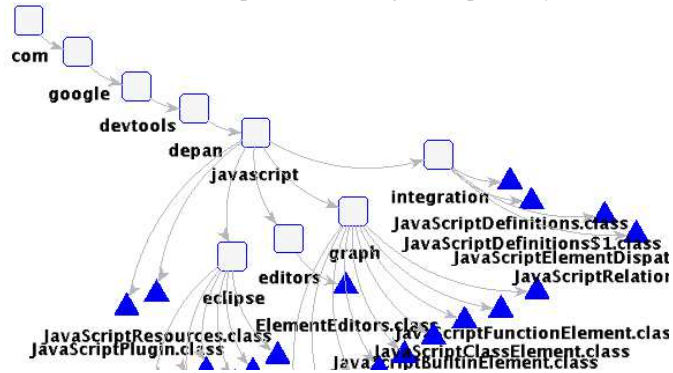 com
google
devtools
depan
javascript
integration
JavaScriptDefinitions.class
JavaScriptDefinitions$1.class
graph
JavaScriptElementDispat
editors
JavaScriptRelation
eclipse
ElementEditors.class
JavaScriptFunctionElement.clas
JavaScriptResources.class
JavaScriptPlugin.class
JavaScriptClassElement.class
JavaScriptBuiltinElement.class